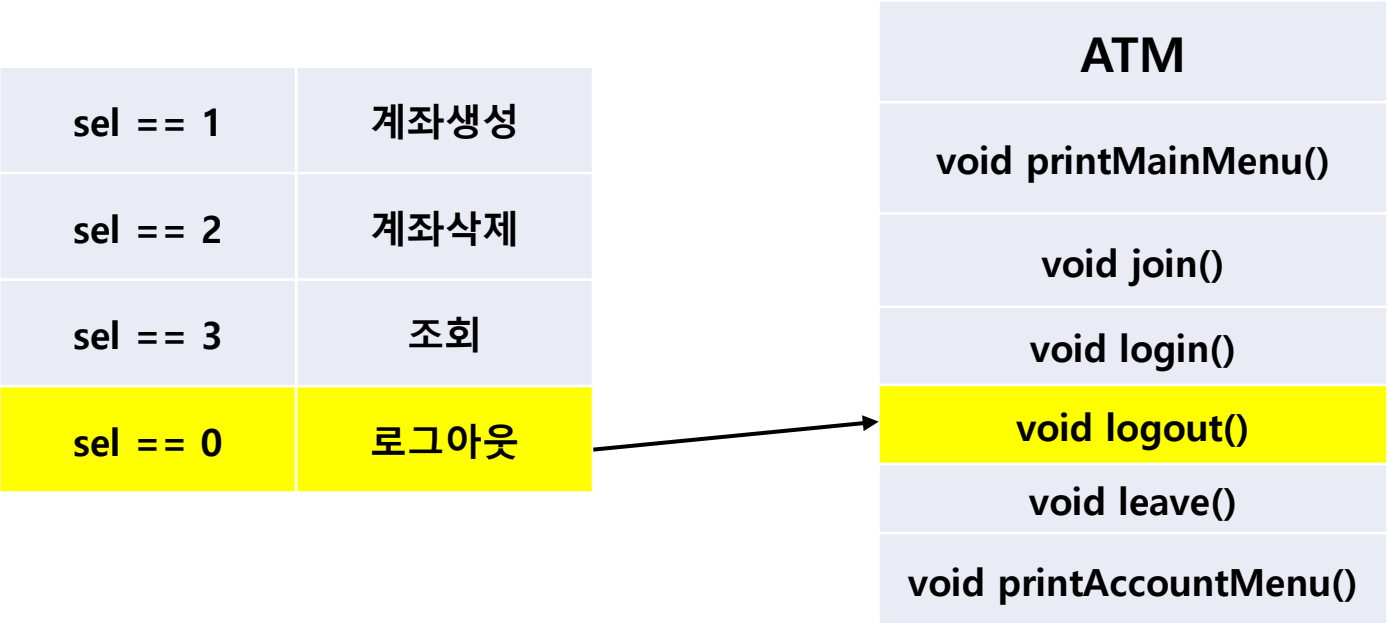 sel == 1 계좌생성
sel == 2 계좌삭제
sel == 3 조회
sel == 0 로그아웃
ATM
void printMainMenu()
void join()
void login()
void logout()
void leave()
void printAccountMenu()